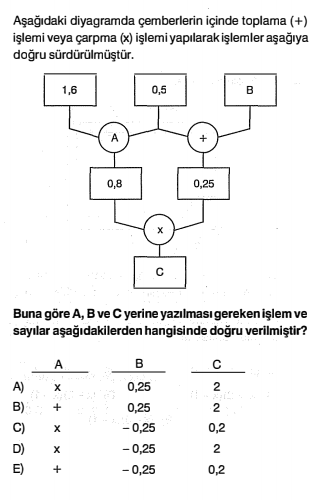 Aşağıdaki diyagramda çemberlerin içinde toplama (+)
işlemi veya çarpma (x) işlemi yapılarak işlemler aşağıya
doğru sürdürülmüştür.
1,6 0,5 B
A +
0,8 0,25
x
C
Buna göre A, B ve C yerine yazılması gereken işlem ve
sayılar aşağıdakilerden hangisinde doğru verilmiştir?
A B C
A) x 0,25 2
B) + 0,25 2
C) x – 0,25 0,2
D) x – 0,25 2
E) + – 0,25 0,2